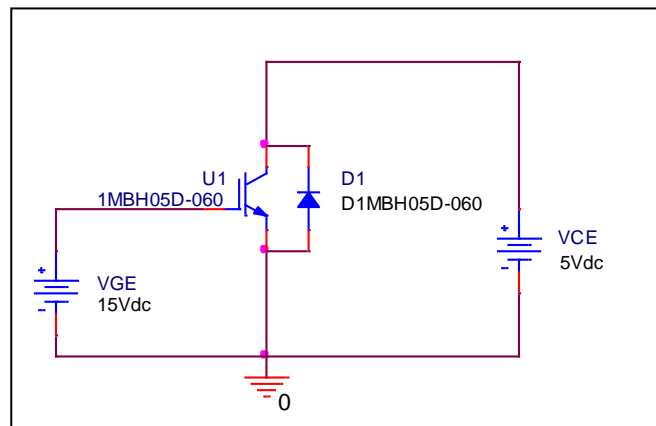 U1
1MBH05D-060
D1
D1MBH05D-060
+
-
VGE
15Vdc
+
-
VCE
5Vdc
0